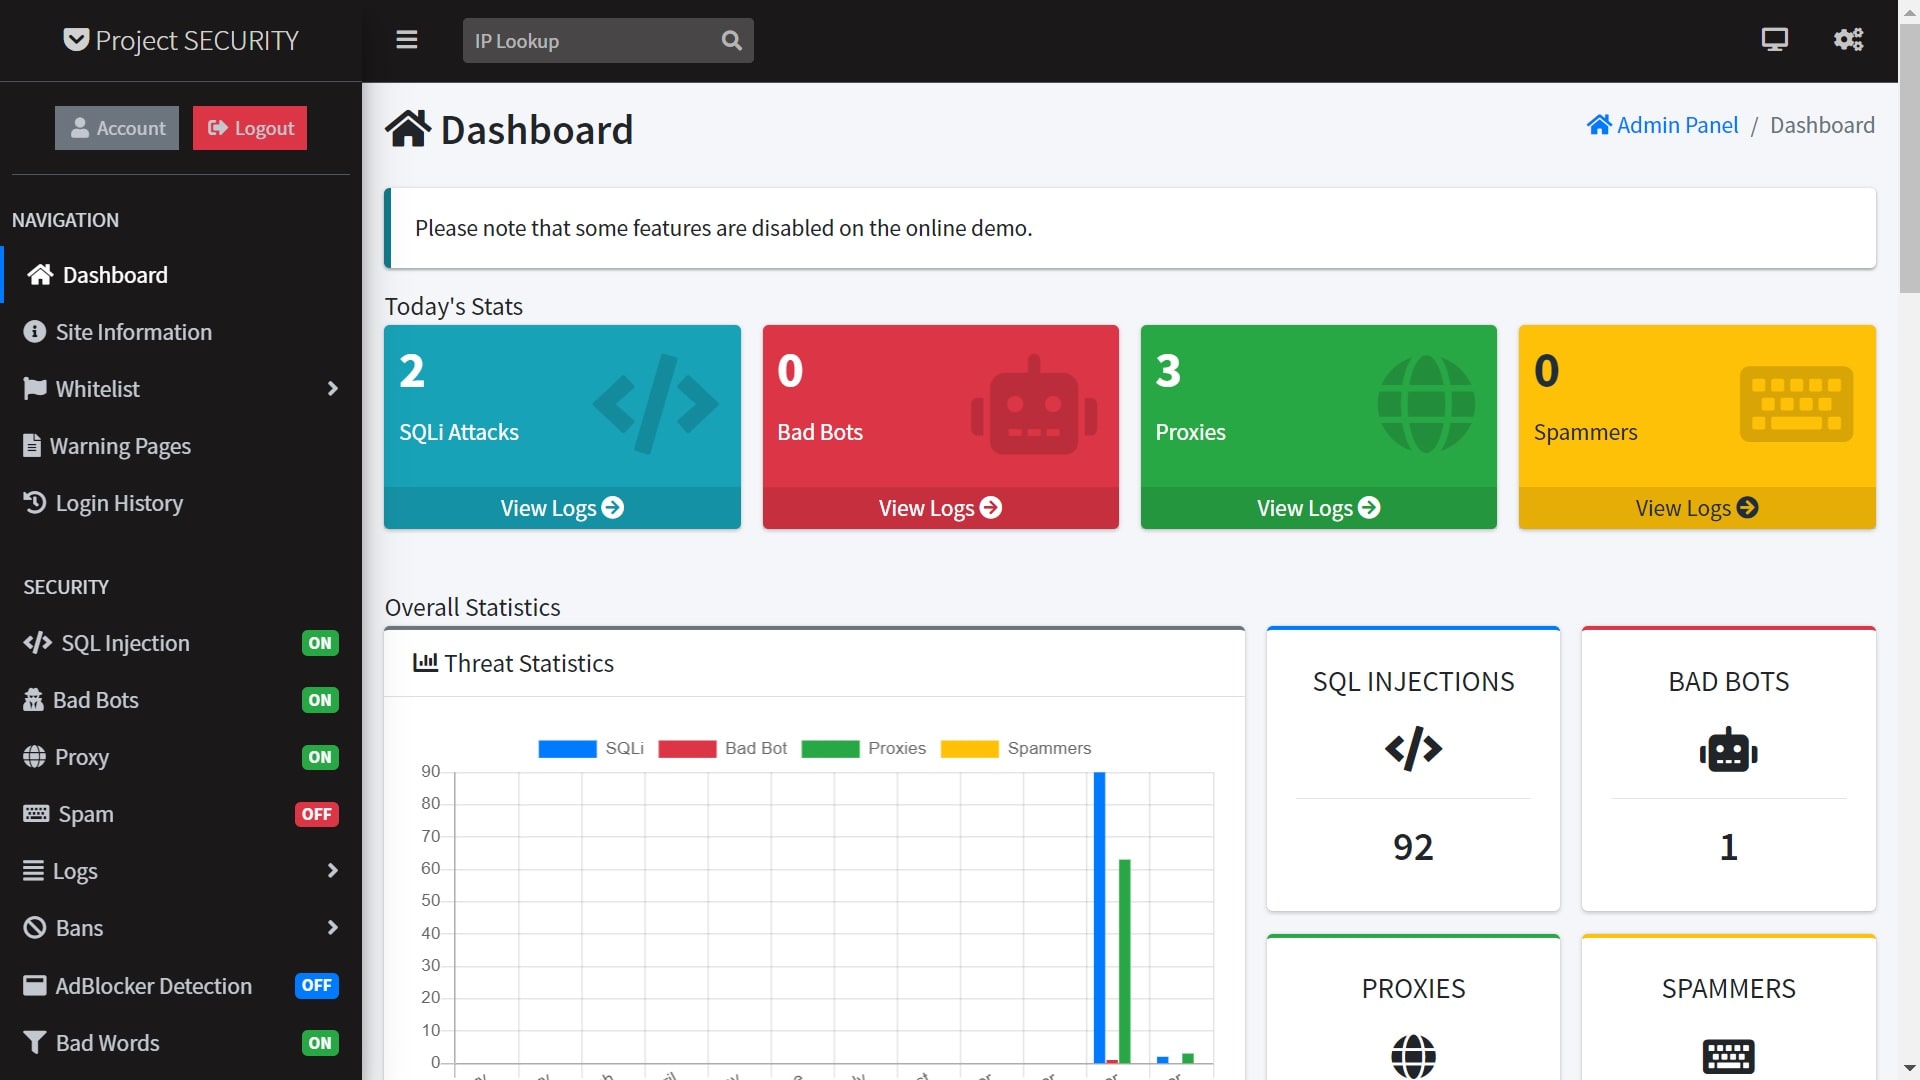 Project SECURITY
IP Lookup
Account
Logout
NAVIGATION
Dashboard
Site Information
Whitelist
Warning Pages
Login History
SECURITY
SQL Injection ON
Bad Bots ON
Proxy ON
Spam OFF
Logs
Bans
AdBlocker Detection OFF
Bad Words ON
Dashboard
Admin Panel / Dashboard
Please note that some features are disabled on the online demo.
Today's Stats
2
SQLi Attacks
View Logs
0
Bad Bots
View Logs
3
Proxies
View Logs
0
Spammers
View Logs
Overall Statistics
Threat Statistics
SQLi Bad Bot Proxies Spammers
90
80
70
60
50
40
30
20
10
0
SQL INJECTIONS
92
BAD BOTS
1
PROXIES
SPAMMERS